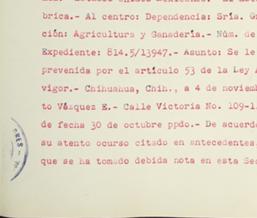 brica.- Al centro: Dependencia: Sría. G
ción: Agricultura y Ganadería.- Núm. de
Expediente: 814.5/13947.- Asunto: Se le
prevenida por el artículo 53 de la Ley A
vigor.- Chihuahua, Chih., a 4 de noviemb
to Vázquez E.- Calle Victoria No. 109-1
de fecha 30 de octubre ppdo.- De acuerdo
su atento ocurso citado en antecedentes,
que se ha tomado debida nota en esta Sec